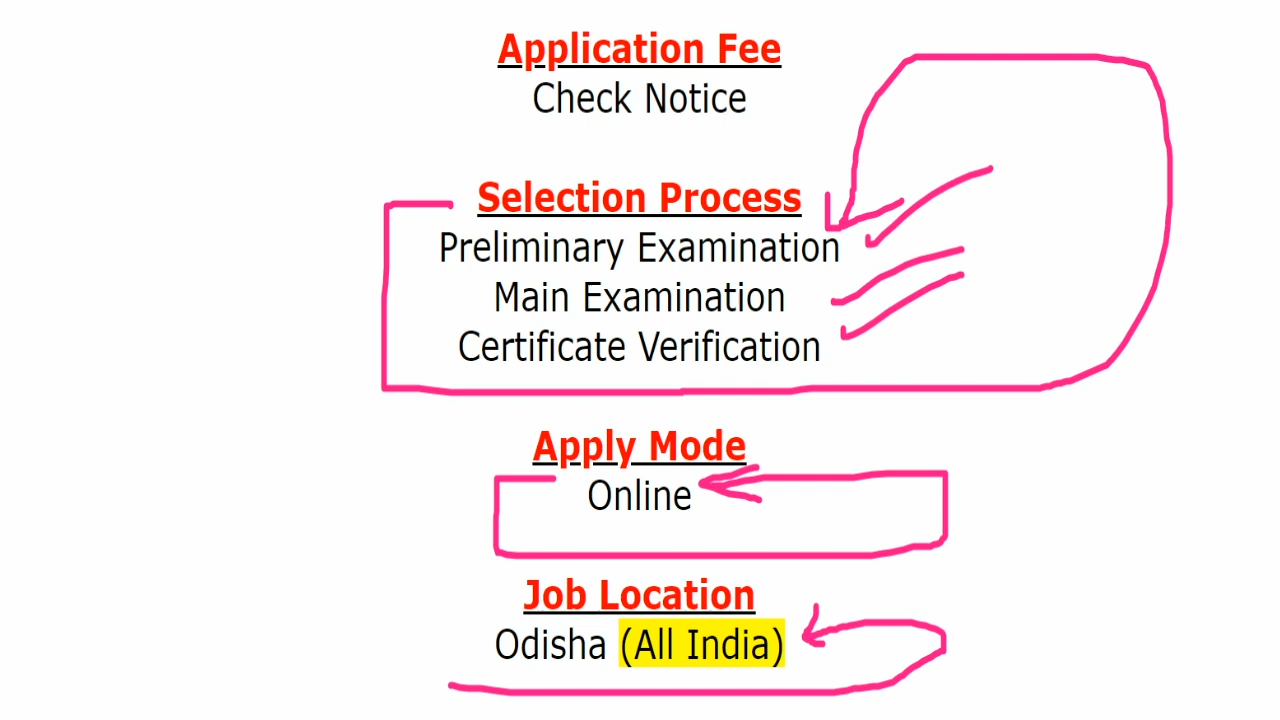 Application Fee
Check Notice
Selection Process
Preliminary Examination
Main Examination
Certificate Verification
Apply Mode
Online
Job Location
Odisha (All India)